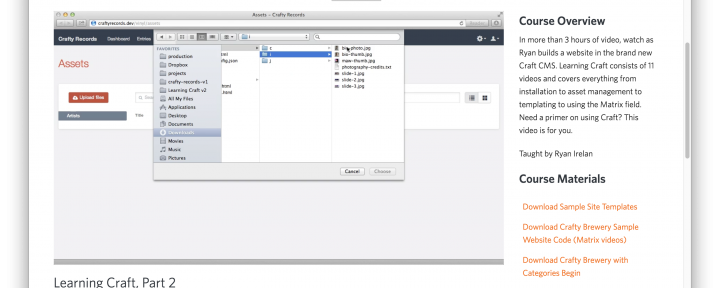 Assets – Crafty Records
craftyrecords.dev
Crafty Records Dashboard Entries
Assets
Upload Files
Assets Title
FAVORITES
production
Dropbox
projects
crafty-records-v1
Learning Craft v2
All My Files
Applications
Desktop
Documents
Downloads
Movies
Music
Pictures
c
i
j
bio-photo.jpg
bio-thumb.jpg
main-thumb.jpg
photography-credits.txt
slide-1.jpg
slide-2.jpg
slide-3.jpg
Cancel Choose
Learning Craft, Part 2
Course Overview
In more than 3 hours of video, watch as
Ryan builds a website in the brand new
Craft CMS. Learning Craft consists of 11
videos and covers everything from
installation to asset management to
templating to using the Matrix field.
Need a primer on using Craft? This
video is for you.
Taught by Ryan Irelan
Course Materials
Download Sample Site Templates
Download Crafty Brewery Sample
Website Code (Matrix videos)
Download Crafty Brewery with
Categories Begin